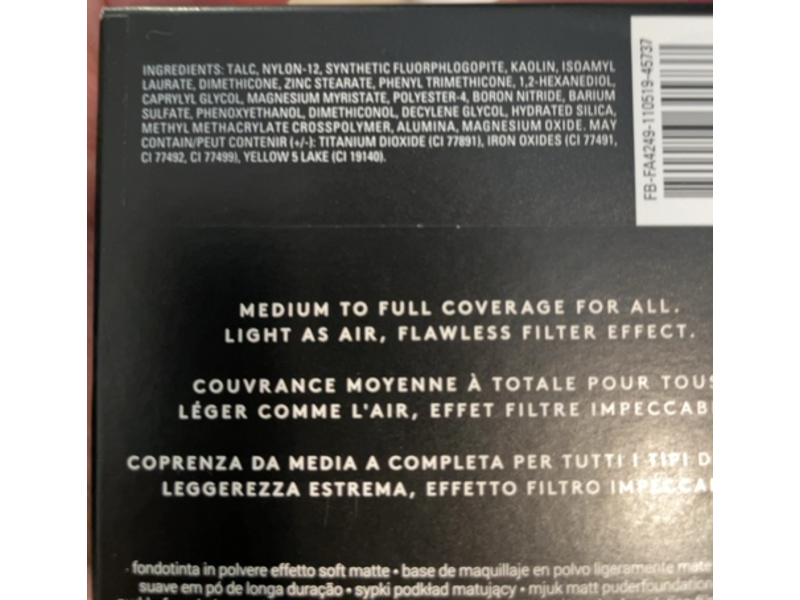 INGREDIENTS: TALC, NYLON-12, SYNTHETIC FLUORPHLOGOPITE, KAOLIN, ISOAMYL
LAURATE, DIMETHICONE, ZINC STEARATE, PHENYL TRIMETHICONE, 1,2-HEXANEDIOL,
CAPRYLYL GLYCOL, MAGNESIUM MYRISTATE, POLYESTER-4, BORON NITRIDE, BARIUM
SULFATE, PHENOXYETHANOL, DIMETHICONOL, DECYLENE GLYCOL, HYDRATED SILICA,
METHYL METHACRYLATE CROSSPOLYMER, ALUMINA, MAGNESIUM OXIDE. MAY
CONTAIN/PEUT CONTENIR (+/-): TITANIUM DIOXIDE (CI 77891), IRON OXIDES (CI 77491,
CI 77492, CI 77499), YELLOW 5 LAKE (CI 19140).
FB-FA4249-110519-45737
MEDIUM TO FULL COVERAGE FOR ALL.
LIGHT AS AIR, FLAWLESS FILTER EFFECT.
COUVRANCE MOYENNE À TOTALE POUR TOUS
LÉGER COMME L'AIR, EFFET FILTRE IMPECCAB
COPRENZA DA MEDIA A COMPLETA PER TUTTI I TIPI D
LEGGEREZZA ESTREMA, EFFETTO FILTRO IMPECCA
fondotinta in polvere effetto soft matte • base de maquillaje en polvo ligeramente mate
suave em pó de longa duração • sypki podkład matujący • mjuk matt puderfoundation